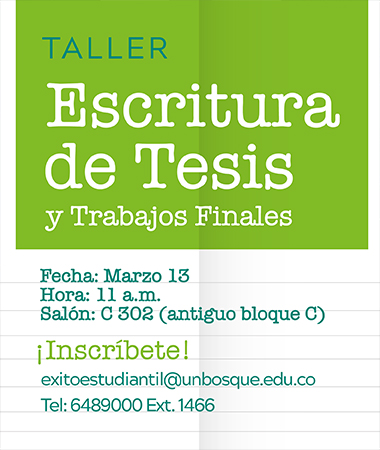 TALLER
Escritura
de Tesis
y Trabajos Finales
Fecha: Marzo 13
Hora: 11 a.m.
Salón: C 302 (antiguo bloque C)
¡Inscríbete!
exitoestudiantil@unbosque.edu.co
Tel: 6489000 Ext. 1466